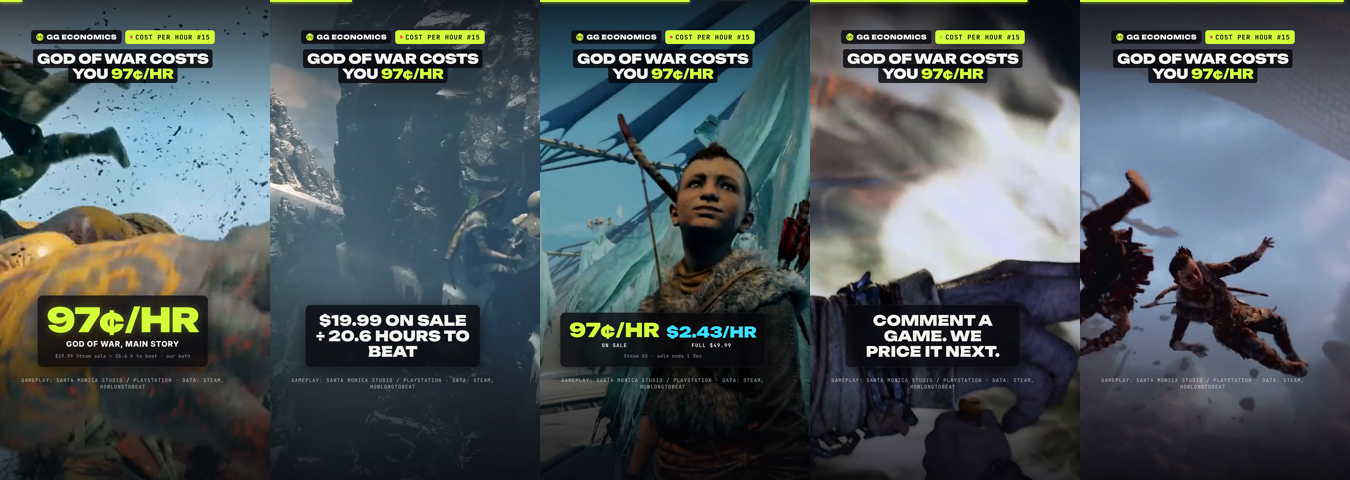 GG ECONOMICS
COST PER HOUR #15
GOD OF WAR COSTS
YOU 97¢/HR
97¢/HR
GOD OF WAR, MAIN STORY
$19.99 Steam sale ÷ 20.6 h to beat · our math
GAMEPLAY: SANTA MONICA STUDIO / PLAYSTATION · DATA: STEAM,
HOWLONGTOBEAT
GG ECONOMICS
COST PER HOUR #15
GOD OF WAR COSTS
YOU 97¢/HR
$19.99 ON SALE
÷ 20.6 HOURS TO
BEAT
GAMEPLAY: SANTA MONICA STUDIO / PLAYSTATION · DATA: STEAM,
HOWLONGTOBEAT
GG ECONOMICS
COST PER HOUR #15
GOD OF WAR COSTS
YOU 97¢/HR
97¢/HR $2.43/HR
ON SALE FULL $49.99
Steam US · sale ends 1 Dec
GAMEPLAY: SANTA MONICA STUDIO / PLAYSTATION · DATA: STEAM,
HOWLONGTOBEAT
GG ECONOMICS
COST PER HOUR #15
GOD OF WAR COSTS
YOU 97¢/HR
COMMENT A
GAME. WE
PRICE IT NEXT.
GAMEPLAY: SANTA MONICA STUDIO / PLAYSTATION · DATA: STEAM,
HOWLONGTOBEAT
GG ECONOMICS
COST PER HOUR #15
GOD OF WAR COSTS
YOU 97¢/HR
GAMEPLAY: SANTA MONICA STUDIO / PLAYSTATION · DATA: STEAM,
HOWLONGTOBEAT